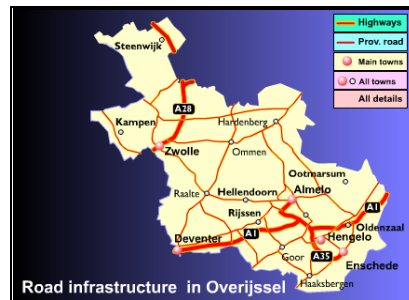 Highways
Prov. road
Main towns
All towns
All details
Steenwijk
A28
Kampen
Hardenberg
Zwolle
Ommen
Ootmarsum
Raalte
Hellendoorn
Almelo
Rijssen
A1
Oldenzaal
Deventer
A1
Hengelo
Goor
A35
Enschede
Haaksbergen
Road infrastructure in Overijssel